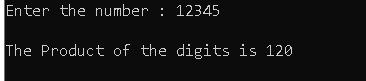 Enter the number : 12345
The Product of the digits is 120